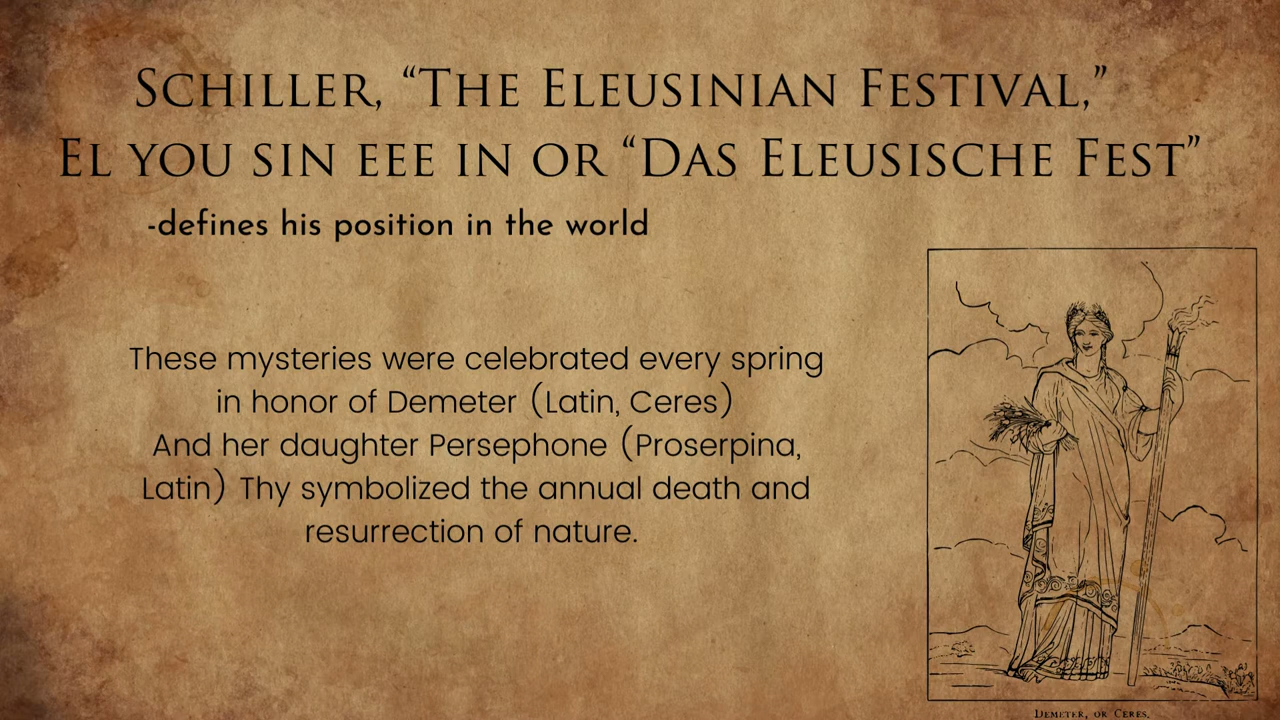 Schiller, “The Eleusinian Festival,”
El you sin eee in or “Das Eleusische Fest”
-defines his position in the world
These mysteries were celebrated every spring
in honor of Demeter (Latin, Ceres)
And her daughter Persephone (Proserpina,
Latin) Thy symbolized the annual death and
resurrection of nature.
Demeter, or Ceres.